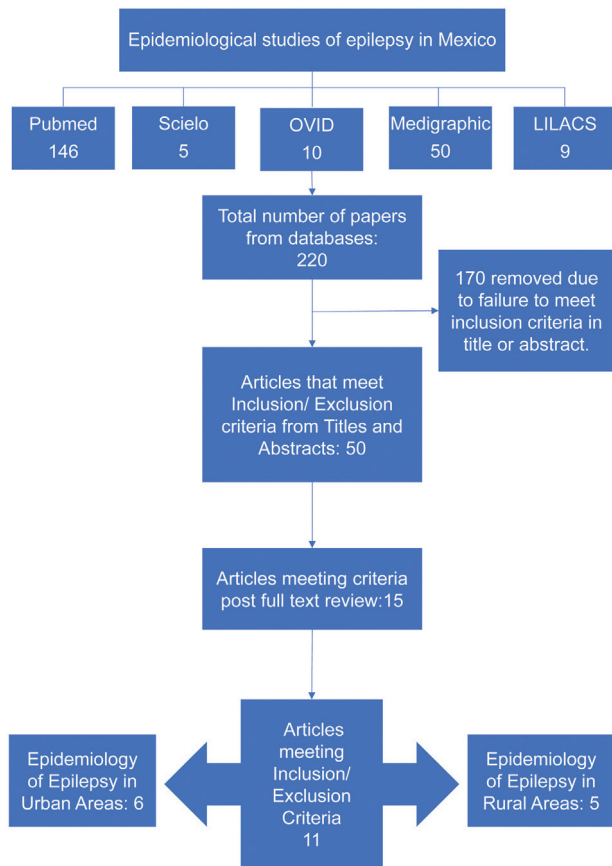 Epidemiological studies of epilepsy in Mexico
Pubmed
146
Scielo
5
OVID
10
Medigraphic
50
LILACS
9
Total number of papers
from databases:
220
170 removed due
to failure to meet
inclusion criteria in
title or abstract.
Articles that meet
Inclusion/ Exclusion
criteria from Titles and
Abstracts: 50
Articles meeting criteria
post full text review:15
Articles
meeting
Inclusion/
Exclusion
Criteria
11
Epidemiology
of Epilepsy in
Urban Areas: 6
Epidemiology
of Epilepsy in
Rural Areas: 5